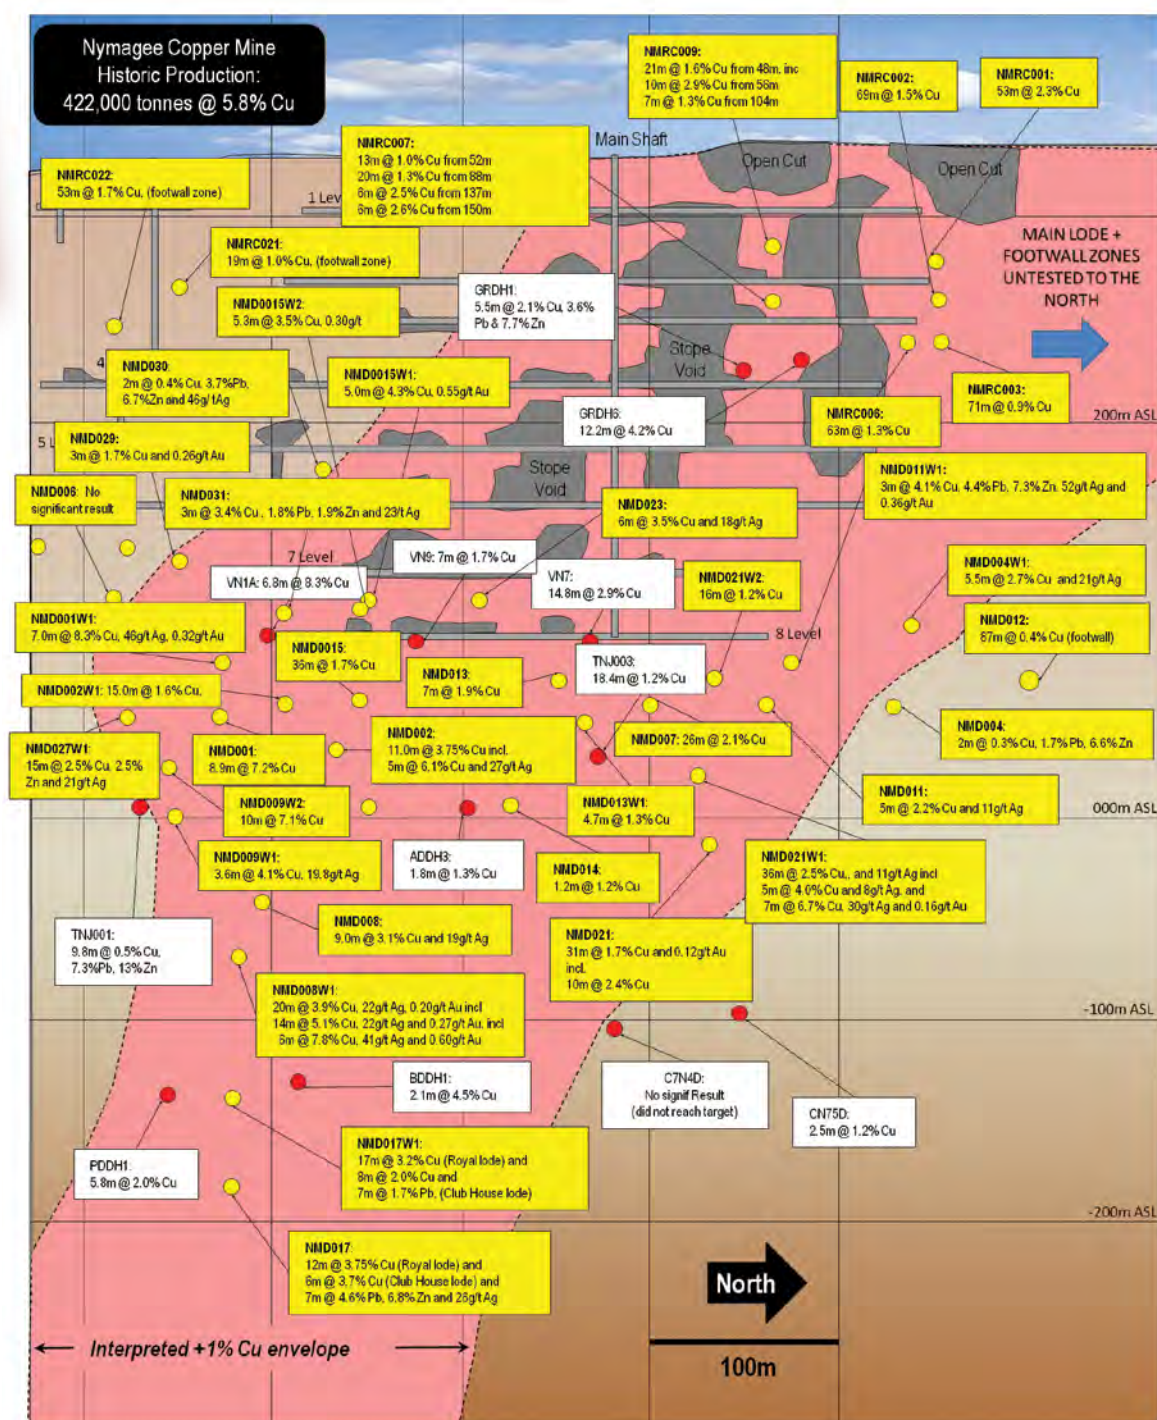 Nymagee Copper Mine
Historic Production:
422,000 tonnes @ 5.8% Cu
NMRC009:
21m @ 1.6% Cu from 48m, inc
10m @ 2.9% Cu from 56m
7m @ 1.3% Cu from 104m
NMRC002:
69m @ 1.5% Cu
NMRC001:
53m @ 2.3% Cu
NMRC007:
13m @ 1.0% Cu from 52m
20m @ 1.3% Cu from 88m
6m @ 2.5% Cu from 137m
6m @ 2.6% Cu from 150m
Main Shaft
Open Cut
Open Cut
NMRC022:
53m @ 1.7% Cu, (footwall zone)
1 Leve
NMRC021:
19m @ 1.0% Cu, (footwall zone)
MAIN LODE +
FOOTWALL ZONES
UNTESTED TO THE
NORTH
GRDH1:
5.5m @ 2.1% Cu, 3.6%
Pb & 7.7% Zn
NMD0015W2:
5.3m @ 3.5% Cu, 0.30g/t
Stope
Void
4
NMD030:
2m @ 0.4% Cu, 3.7%Pb,
6.7%Zn and 46g/tAg
NMD0015W1:
5.0m @ 4.3% Cu, 0.55g/t Au
NMRC003:
71m @ 0.9% Cu
GRDH6:
12.2m @ 4.2% Cu
NMRC006:
63m @ 1.3% Cu
200m ASL
5 L
NMD029:
3m @ 1.7% Cu and 0.26g/t Au
Stope
Void
NMD011W1:
3m @ 4.1% Cu, 4.4% Pb, 7.3% Zn, 52g/t Ag and
0.36g/t Au
NMD006: No
significant result
NMD031:
3m @ 3.4% Cu, 1.8% Pb, 1.9% Zn and 23/t Ag
NMD023:
6m @ 3.5% Cu and 18g/t Ag
7 Level
VN9: 7m @ 1.7% Cu
VN1A: 6.8m @ 8.3% Cu
VN7:
14.8m @ 2.9% Cu
NMD021W2:
16m @ 1.2% Cu
NMD004W1:
5.5m @ 2.7% Cu and 21g/t Ag
NMD001W1:
7.0m @ 8.3% Cu, 46g/t Ag, 0.32g/t Au
NMD012:
87m @ 0.4% Cu (footwall)
8 Level
NMD0015:
36m @ 1.7% Cu
TNJ003:
18.4m @ 1.2% Cu
NMD013:
7m @ 1.9% Cu
NMD002W1: 15.0m @ 1.6% Cu,
NMD004:
2m @ 0.3% Cu, 1.7% Pb, 6.6% Zn
NMD027W1:
15m @ 2.5% Cu, 2.5%
Zn and 21g/t Ag
NMD001:
8.9m @ 7.2% Cu
NMD002:
11.0m @ 3.75% Cu incl.
5m @ 6.1% Cu and 27g/t Ag
NMD007: 26m @ 2.1% Cu
NMD011:
5m @ 2.2% Cu and 11g/t Ag
NMD009W2:
10m @ 7.1% Cu
NMD013W1:
4.7m @ 1.3% Cu
000m ASL
NMD009W1:
3.6m @ 4.1% Cu, 19.8g/t Ag
ADDH3:
1.8m @ 1.3% Cu
NMD014:
1.2m @ 1.2% Cu
NMD021W1:
36m @ 2.5% Cu,, and 11g/t Ag incl
5m @ 4.0% Cu and 8g/t Ag, and
7m @ 6.7% Cu, 30g/t Ag and 0.16g/t Au
NMD008:
9.0m @ 3.1% Cu and 19g/t Ag
TNJ001:
9.8m @ 0.5% Cu,
7.3%Pb, 13% Zn
NMD021:
31m @ 1.7% Cu and 0.12g/t Au
incl.
10m @ 2.4% Cu
NMD008W1:
20m @ 3.9% Cu, 22g/t Ag, 0.20g/t Au incl
14m @ 5.1% Cu, 22g/t Ag and 0.27g/t Au, incl
6m @ 7.8% Cu, 41g/t Ag and 0.60g/t Au
-100m ASL
BDDH1:
2.1m @ 4.5% Cu
C7N4D:
No signif Result
(did not reach target)
CN75D:
2.5m @ 1.2% Cu
PDDH1:
5.8m @ 2.0% Cu
NMD017W1:
17m @ 3.2% Cu (Royal lode) and
8m @ 2.0% Cu and
7m @ 1.7% Pb, (Club House lode)
-200m ASL
NMD017:
12m @ 3.75% Cu (Royal lode) and
6m @ 3.7% Cu (Club House lode) and
7m @ 4.6% Pb, 6.8% Zn and 26g/t Ag
North
Interpreted +1% Cu envelope
100m